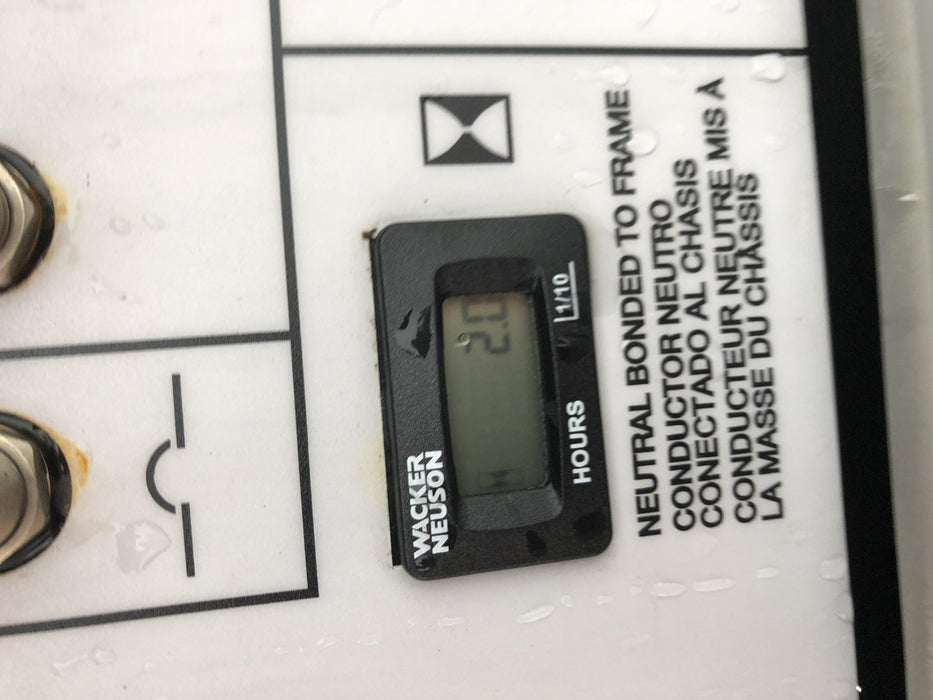 WACKER
NEUSON
2.0
HOURS 1/10
NEUTRAL BONDED TO FRAME
CONDUCTOR NEUTRO
CONECTADO AL CHASIS
CONDUCTEUR NEUTRE MIS À
LA MASSE DU CHÂSSIS